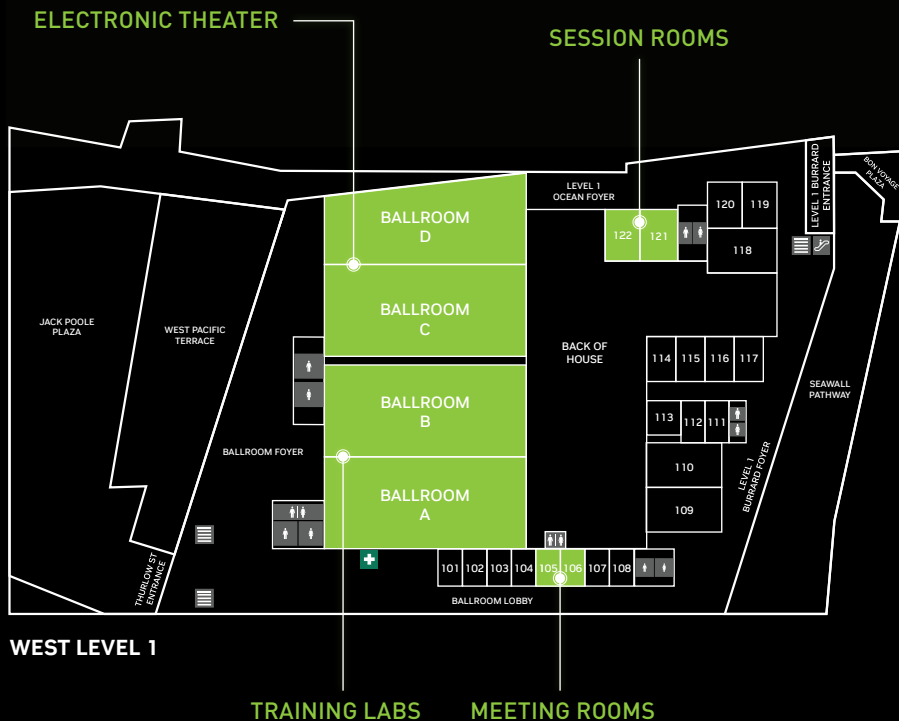 ELECTRONIC THEATER
SESSION ROOMS
LEVEL 1 BURRARD
ENTRANCE
BON VOYAGE
PLAZA
LEVEL 1
OCEAN FOYER
120
119
BALLROOM
D
122
121
118
BALLROOM
C
JACK POOLE
PLAZA
WEST PACIFIC
TERRACE
BACK OF
HOUSE
114
115
116
117
SEAWALL
PATHWAY
BALLROOM
B
113
112
111
BALLROOM FOYER
110
LEVEL 1
BURRARD FOYER
BALLROOM
A
109
THURLOW ST
ENTRANCE
101
102
103
104
105
106
107
108
BALLROOM LOBBY
WEST LEVEL 1
TRAINING LABS
MEETING ROOMS